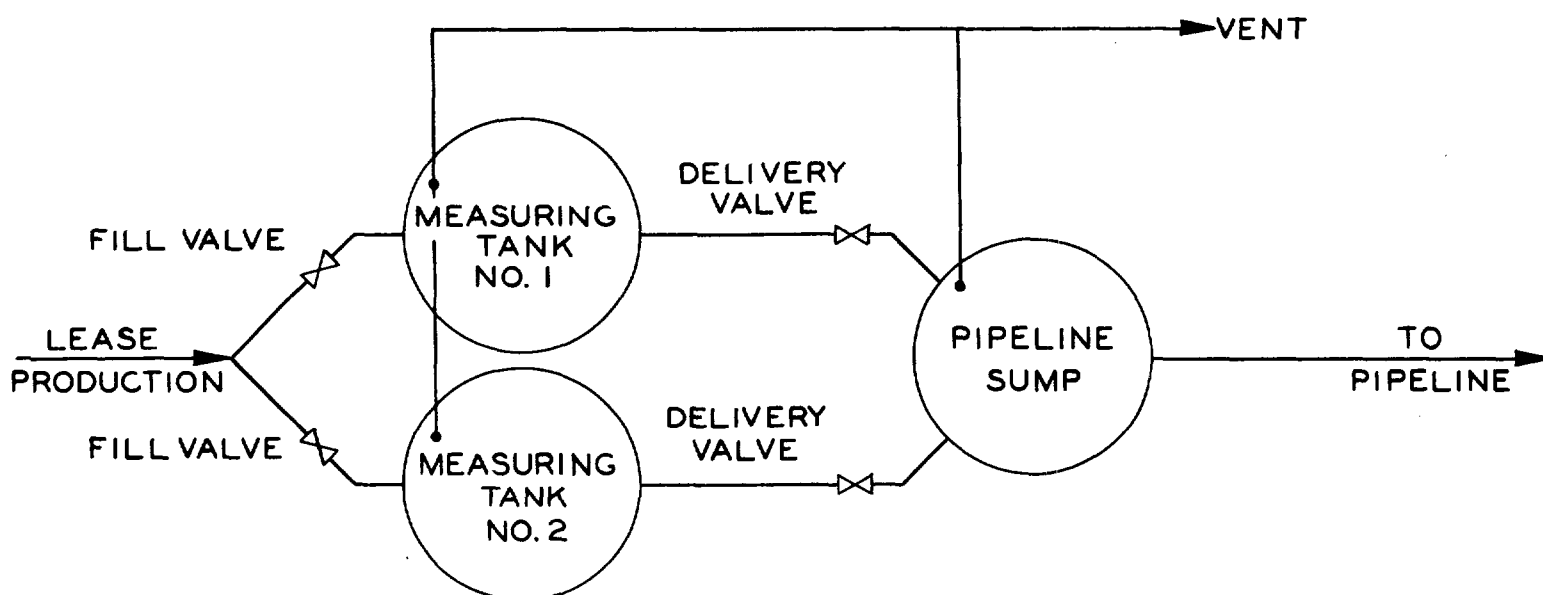 VENT
DELIVERY
VALVE
FILL VALVE
MEASURING
TANK
NO. 1
LEASE
PRODUCTION
PIPELINE
SUMP
TO
PIPELINE
FILL VALVE
DELIVERY
VALVE
MEASURING
TANK
NO. 2